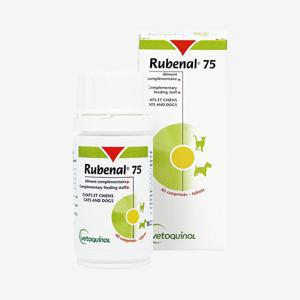 Rubenal® 75
Aliment
complémentaire
Complementary
feeding stuff
CHATS ET CHIENS
CATS AND DOGS
60 comprimés - tablets
vetoquinol
Rubenal® 75
Aliment complémentaire
Complementary feeding stuff
CHATS ET CHIENS
CATS AND DOGS
60 comprimés - tablets
vetoquinol